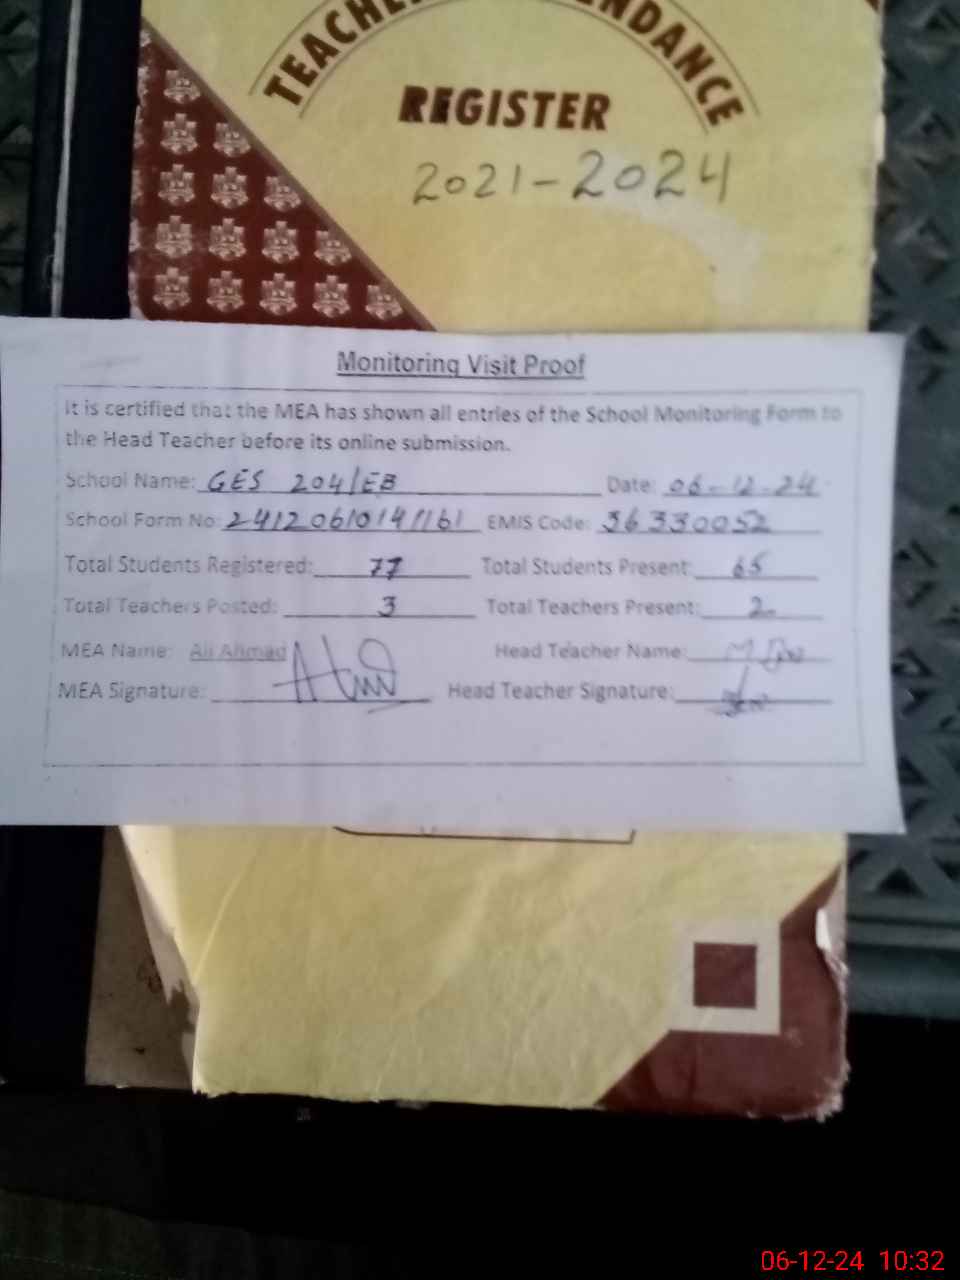 TEACHER ATTENDANCE
REGISTER
2021-2024
Monitoring Visit Proof
It is certified that the MEA has shown all entries of the School Monitoring Form to
the Head Teacher before its online submission.
School Name: GES 204/EB Date: 06-12-24
School Form No: EMIS Code: 36330052
Total Students Registered: 77 Total Students Present: 65
Total Teachers Posted: 3 Total Teachers Present: 2
MEA Name: Ali Ahmad Head Teacher Name: M
MEA Signature: Head Teacher Signature:
06-12-24 10:32